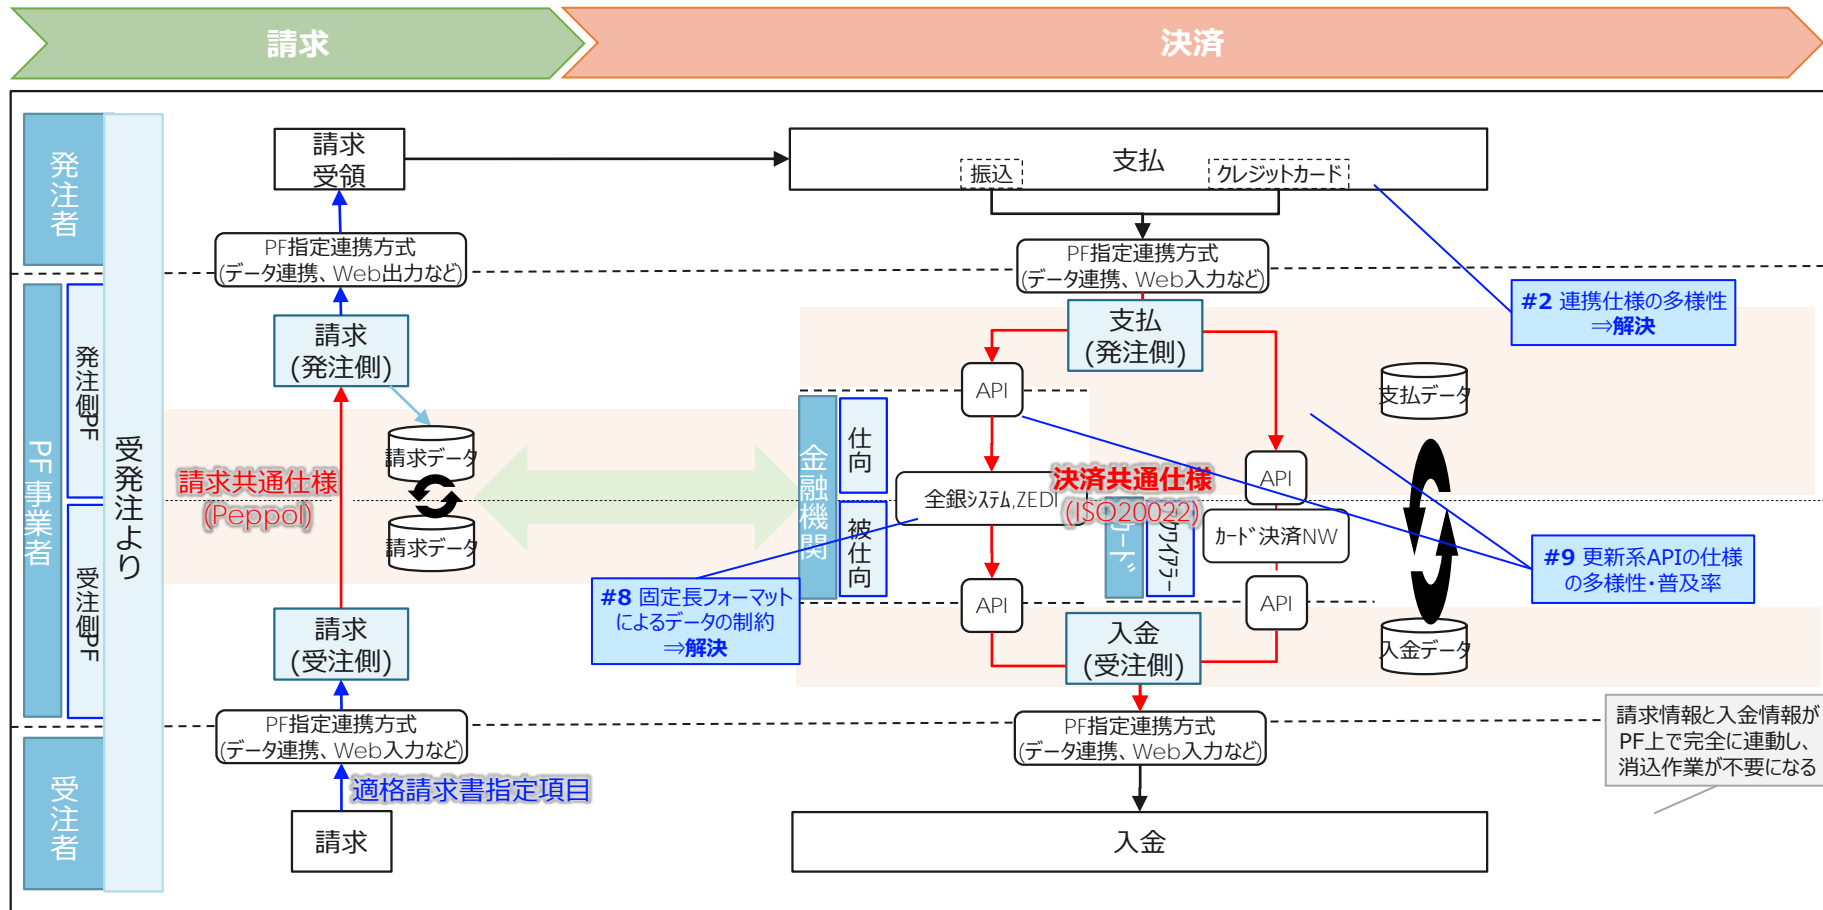 請求
決済
発注者
請求
受領
支払
振込
クレジットカード
PF指定連携方式
(データ連携、Web出力など)
PF指定連携方式
(データ連携、Web入力など)
#2 連携仕様の多様性
⇒解決
PF事業者
発注側PF
受注側PF
受発注より
請求
(発注側)
支払
(発注側)
API
支払データ
請求データ
請求共通仕様
(Peppol)
請求データ
金融機関
仕向
被仕向
全銀システム,ZEDI
決済共通仕様
(ISO20022)
API
カード
アクワイアラー
カード決済NW
#9 更新系APIの仕様
の多様性・普及率
#8 固定長フォーマット
によるデータの制約
⇒解決
API
API
請求
(受注側)
入金
(受注側)
入金データ
PF指定連携方式
(データ連携、Web入力など)
PF指定連携方式
(データ連携、Web入力など)
請求情報と入金情報が
PF上で完全に連動し、
消込作業が不要になる
受注者
適格請求書指定項目
請求
入金